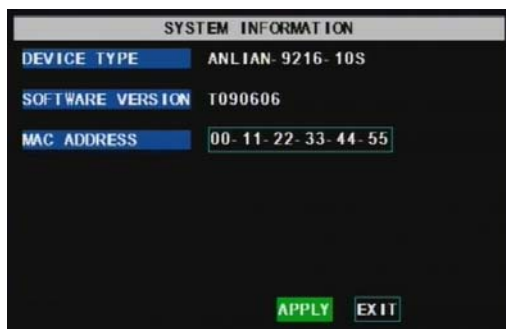 SYSTEM INFORMATION
DEVICE TYPE ANLIAN-9216-10S
SOFTWARE VERSION T090606
MAC ADDRESS 00-11-22-33-44-55
APPLY EXIT